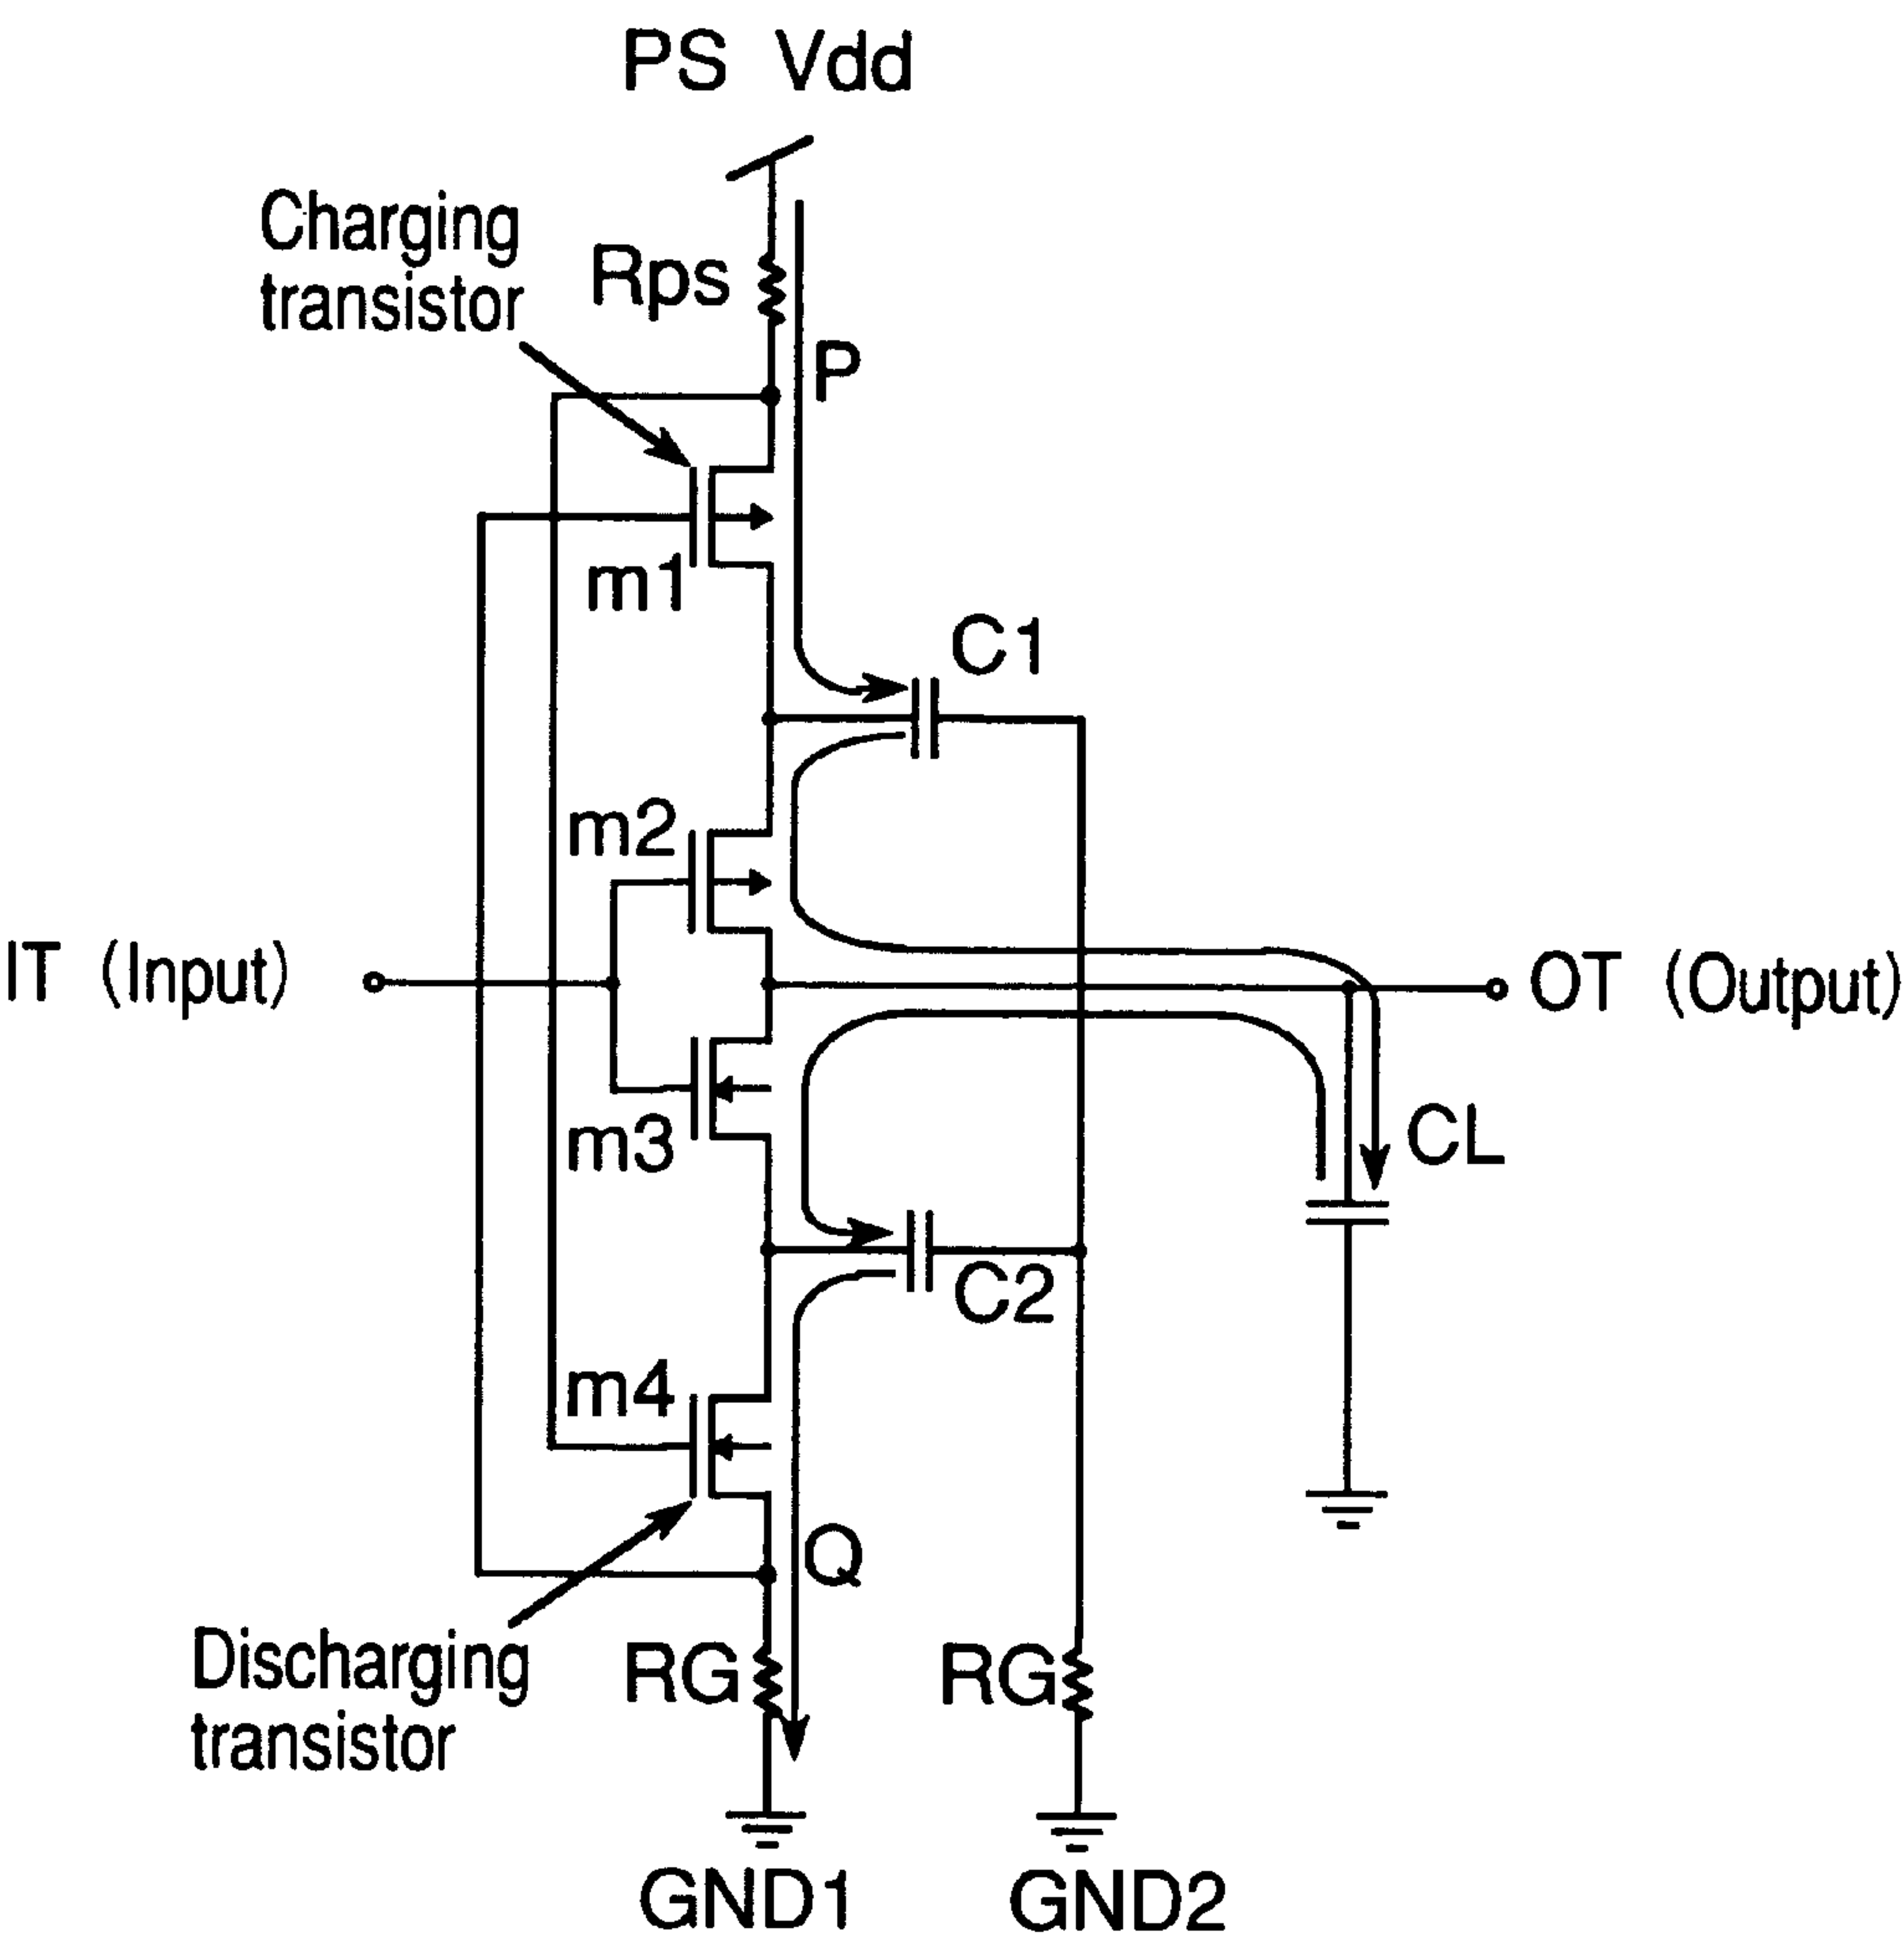 PS Vdd
Charging
transistor
Rps
P
m1
C1
m2
IT (Input)
OT (Output)
m3
CL
C2
m4
Q
Discharging
transistor
RG
RG
GND1
GND2